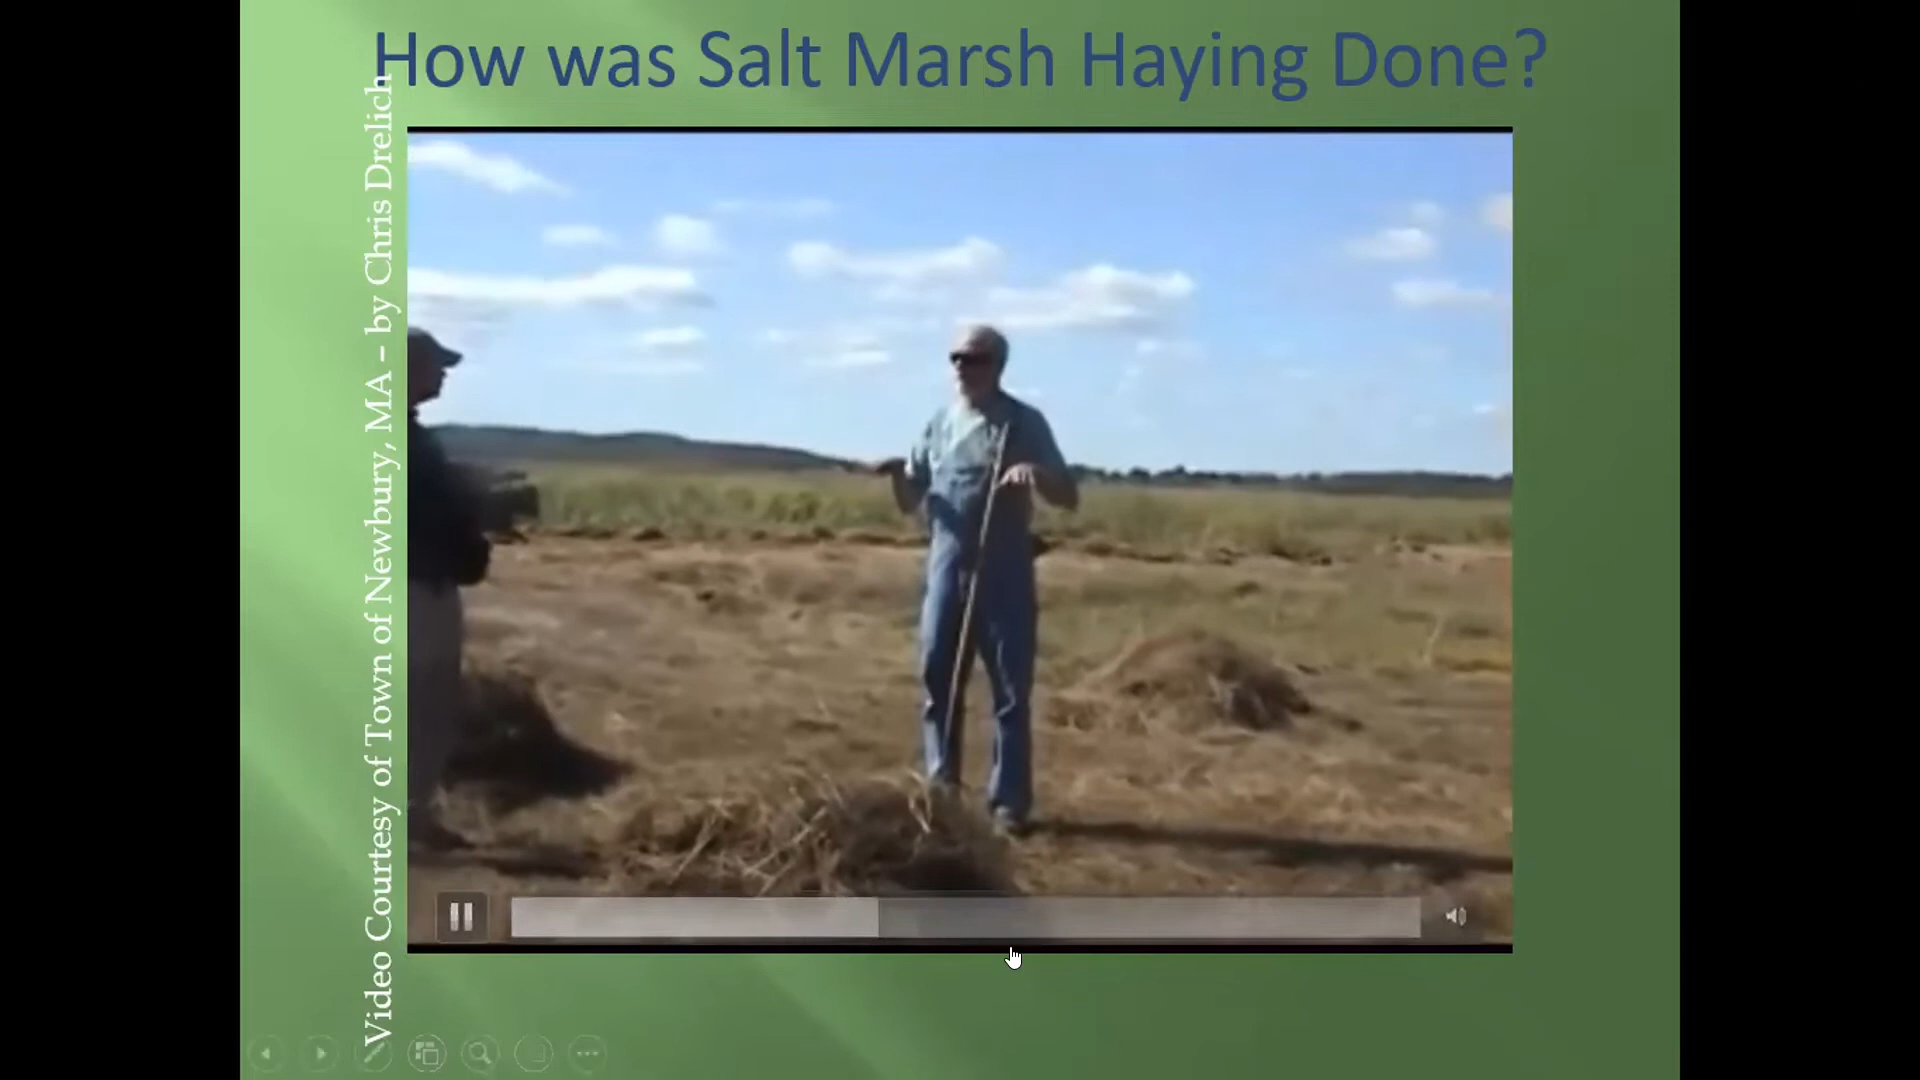 How was Salt Marsh Haying Done?
Video Courtesy of Town of Newbury, MA – by Chris Drelich